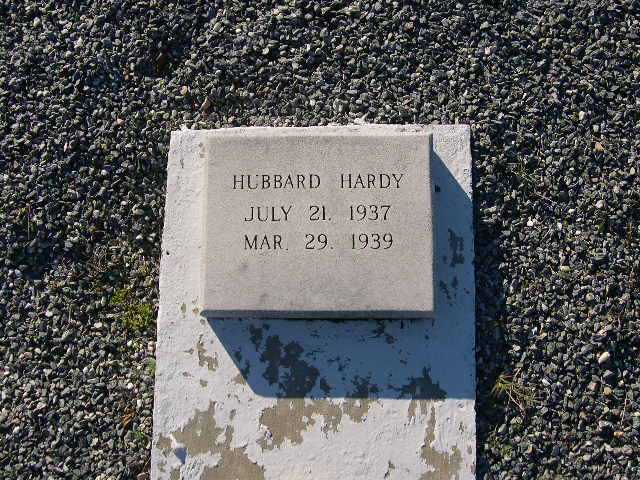 HUBBARD HARDY
JULY 21, 1937
MAR. 29, 1939